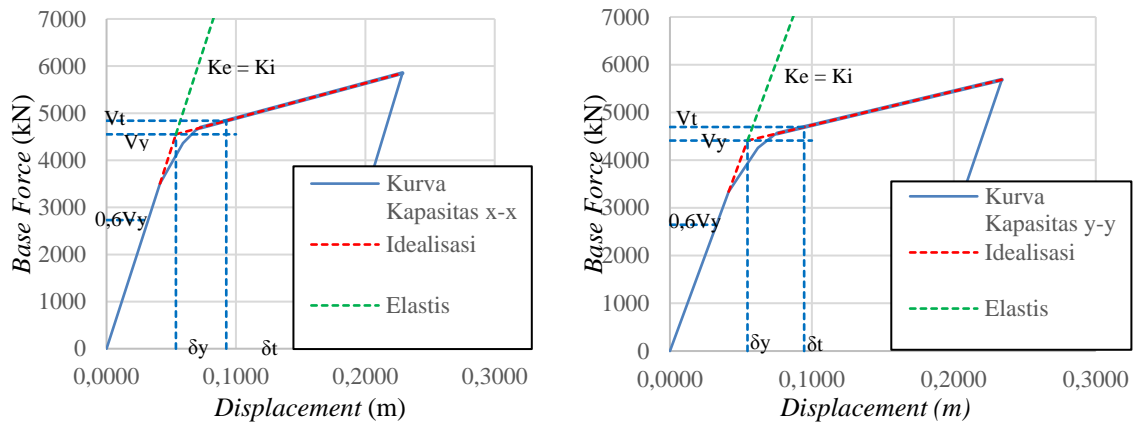 7000
6000
5000
4000
3000
2000
1000
0
Base Force (kN)
Ke = Ki
Vt
Vy
0,6Vy
Kurva
Kapasitas x-x
Idealisasi
Elastis
δy
δt
0,0000
0,1000
0,2000
0,3000
Displacement (m)
7000
6000
5000
4000
3000
2000
1000
0
Base Force (kN)
Ke = Ki
Vt
Vy
0,6Vy
Kurva
Kapasitas y-y
Idealisasi
Elastis
δy
δt
0,0000
0,1000
0,2000
0,3000
Displacement (m)